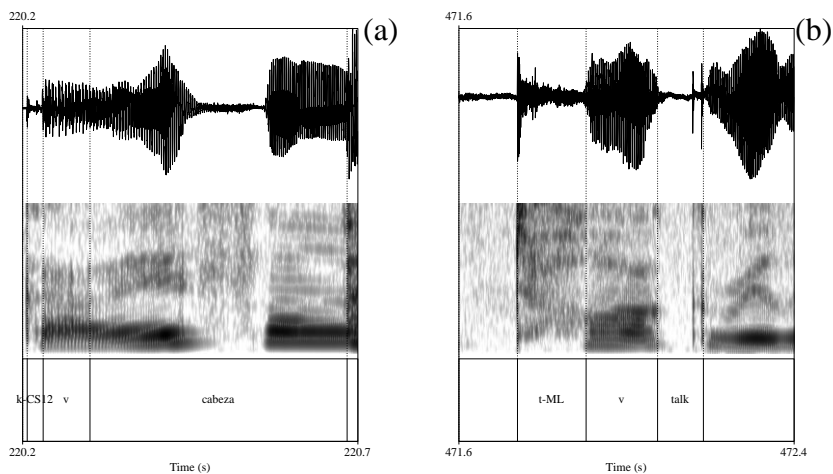 220.2
(a)
k-CS12 v cabeza
220.2 220.7
Time (s)
471.6
(b)
t-ML v talk
471.6 472.4
Time (s)